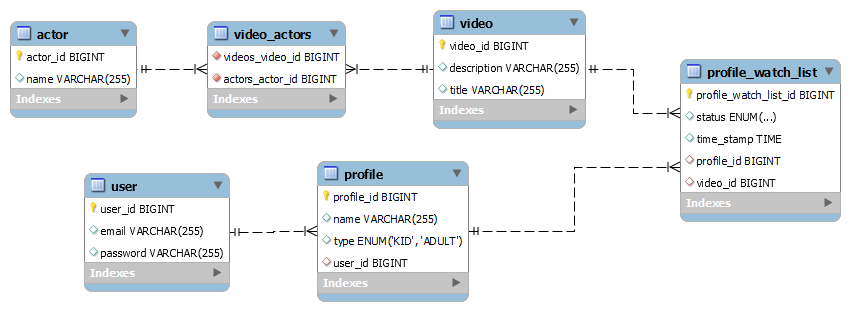 actor
actor_id BIGINT
name VARCHAR(255)
Indexes
video_actors
videos_video_id BIGINT
actors_actor_id BIGINT
Indexes
video
video_id BIGINT
description VARCHAR(255)
title VARCHAR(255)
Indexes
profile_watch_list
profile_watch_list_id BIGINT
status ENUM(...)
time_stamp TIME
profile_id BIGINT
video_id BIGINT
Indexes
user
user_id BIGINT
email VARCHAR(255)
password VARCHAR(255)
Indexes
profile
profile_id BIGINT
name VARCHAR(255)
type ENUM('KID', 'ADULT')
user_id BIGINT
Indexes